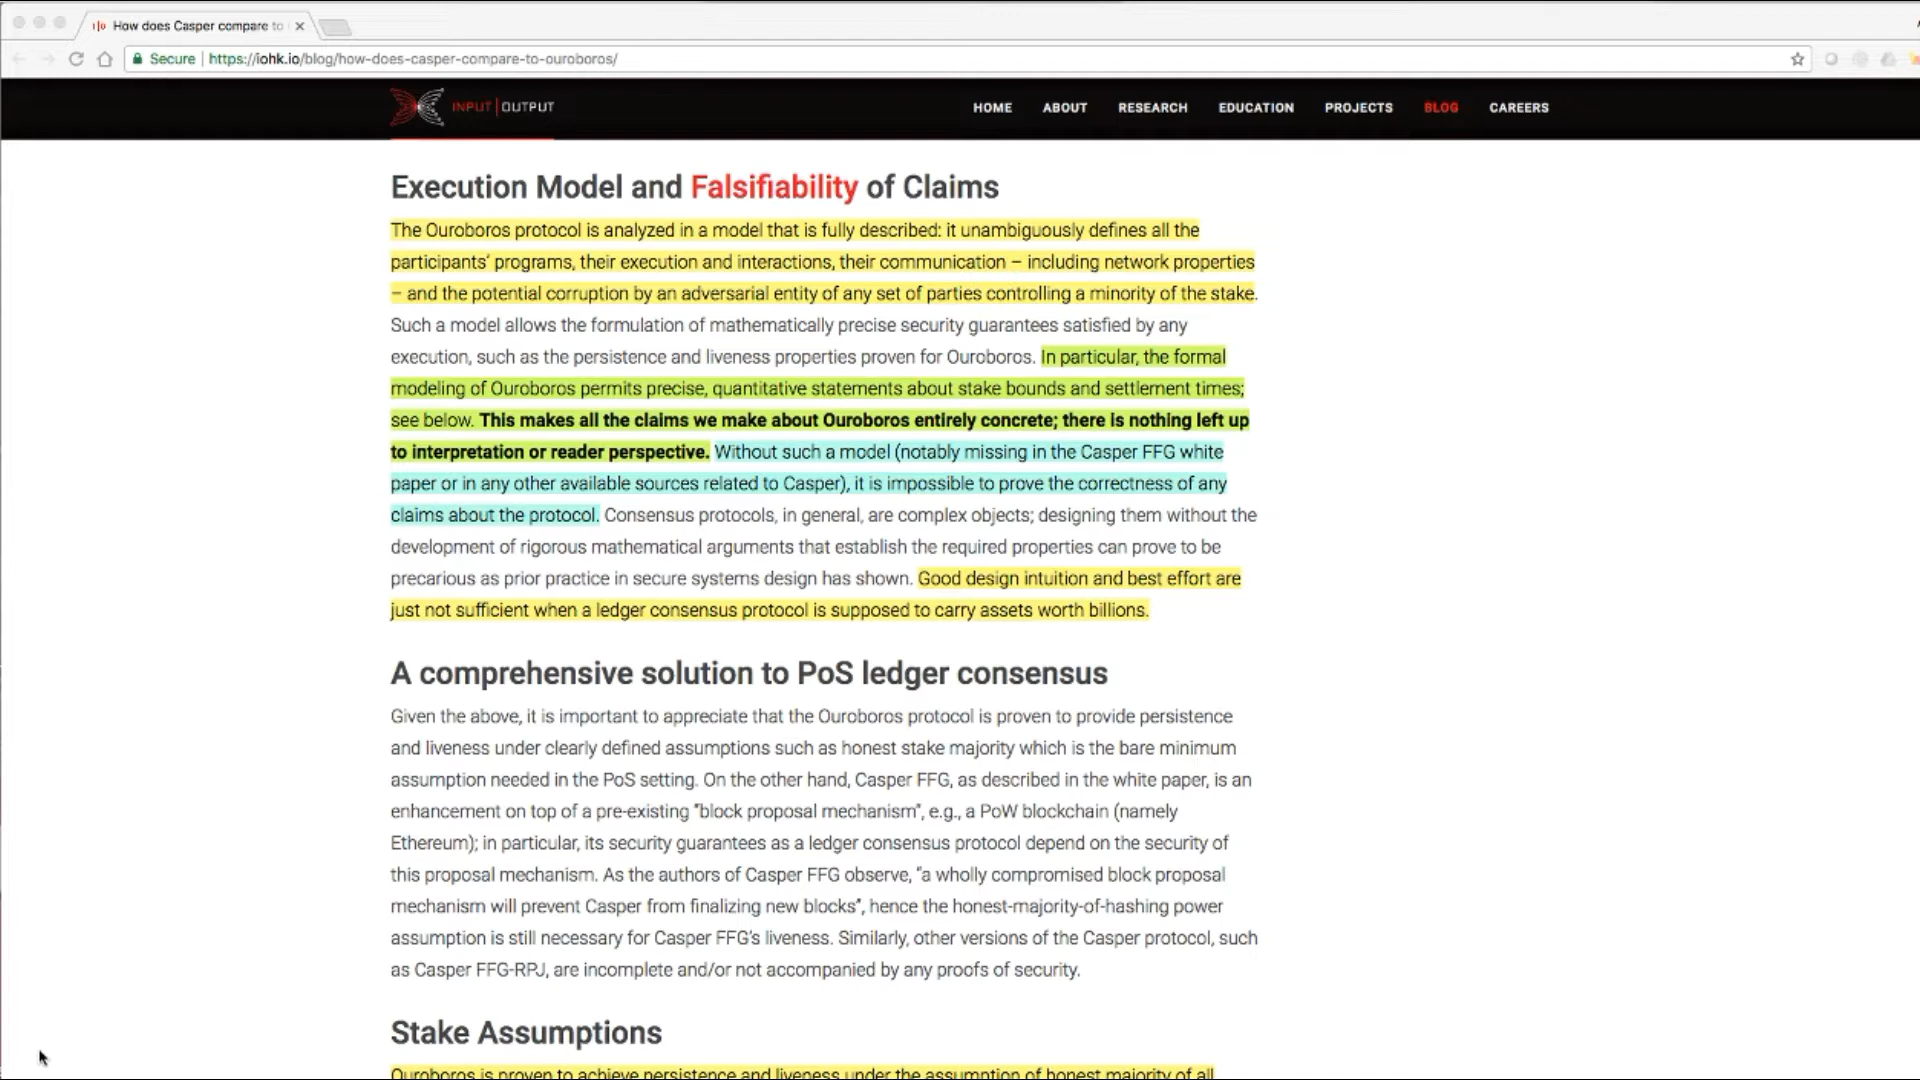 How does Casper compare to
Secure | https://iohk.io/blog/how-does-casper-compare-to-ouroboros/
INPUT | OUTPUT HOME ABOUT RESEARCH EDUCATION PROJECTS BLOG CAREERS
Execution Model and Falsifiability of Claims
The Ouroboros protocol is analyzed in a model that is fully described: it unambiguously defines all the
participants' programs, their execution and interactions, their communication – including network properties
– and the potential corruption by an adversarial entity of any set of parties controlling a minority of the stake.
Such a model allows the formulation of mathematically precise security guarantees satisfied by any
execution, such as the persistence and liveness properties proven for Ouroboros. In particular, the formal
modeling of Ouroboros permits precise, quantitative statements about stake bounds and settlement times;
see below. This makes all the claims we make about Ouroboros entirely concrete; there is nothing left up
to interpretation or reader perspective. Without such a model (notably missing in the Casper FFG white
paper or in any other available sources related to Casper), it is impossible to prove the correctness of any
claims about the protocol. Consensus protocols, in general, are complex objects; designing them without the
development of rigorous mathematical arguments that establish the required properties can prove to be
precarious as prior practice in secure systems design has shown. Good design intuition and best effort are
just not sufficient when a ledger consensus protocol is supposed to carry assets worth billions.
A comprehensive solution to PoS ledger consensus
Given the above, it is important to appreciate that the Ouroboros protocol is proven to provide persistence
and liveness under clearly defined assumptions such as honest stake majority which is the bare minimum
assumption needed in the PoS setting. On the other hand, Casper FFG, as described in the white paper, is an
enhancement on top of a pre-existing "block proposal mechanism", e.g., a PoW blockchain (namely
Ethereum); in particular, its security guarantees as a ledger consensus protocol depend on the security of
this proposal mechanism. As the authors of Casper FFG observe, "a wholly compromised block proposal
mechanism will prevent Casper from finalizing new blocks", hence the honest-majority-of-hashing power
assumption is still necessary for Casper FFG's liveness. Similarly, other versions of the Casper protocol, such
as Casper FFG-RPJ, are incomplete and/or not accompanied by any proofs of security.
Stake Assumptions
Ouroboros is proven to achieve persistence and liveness under the assumption of honest majority of all